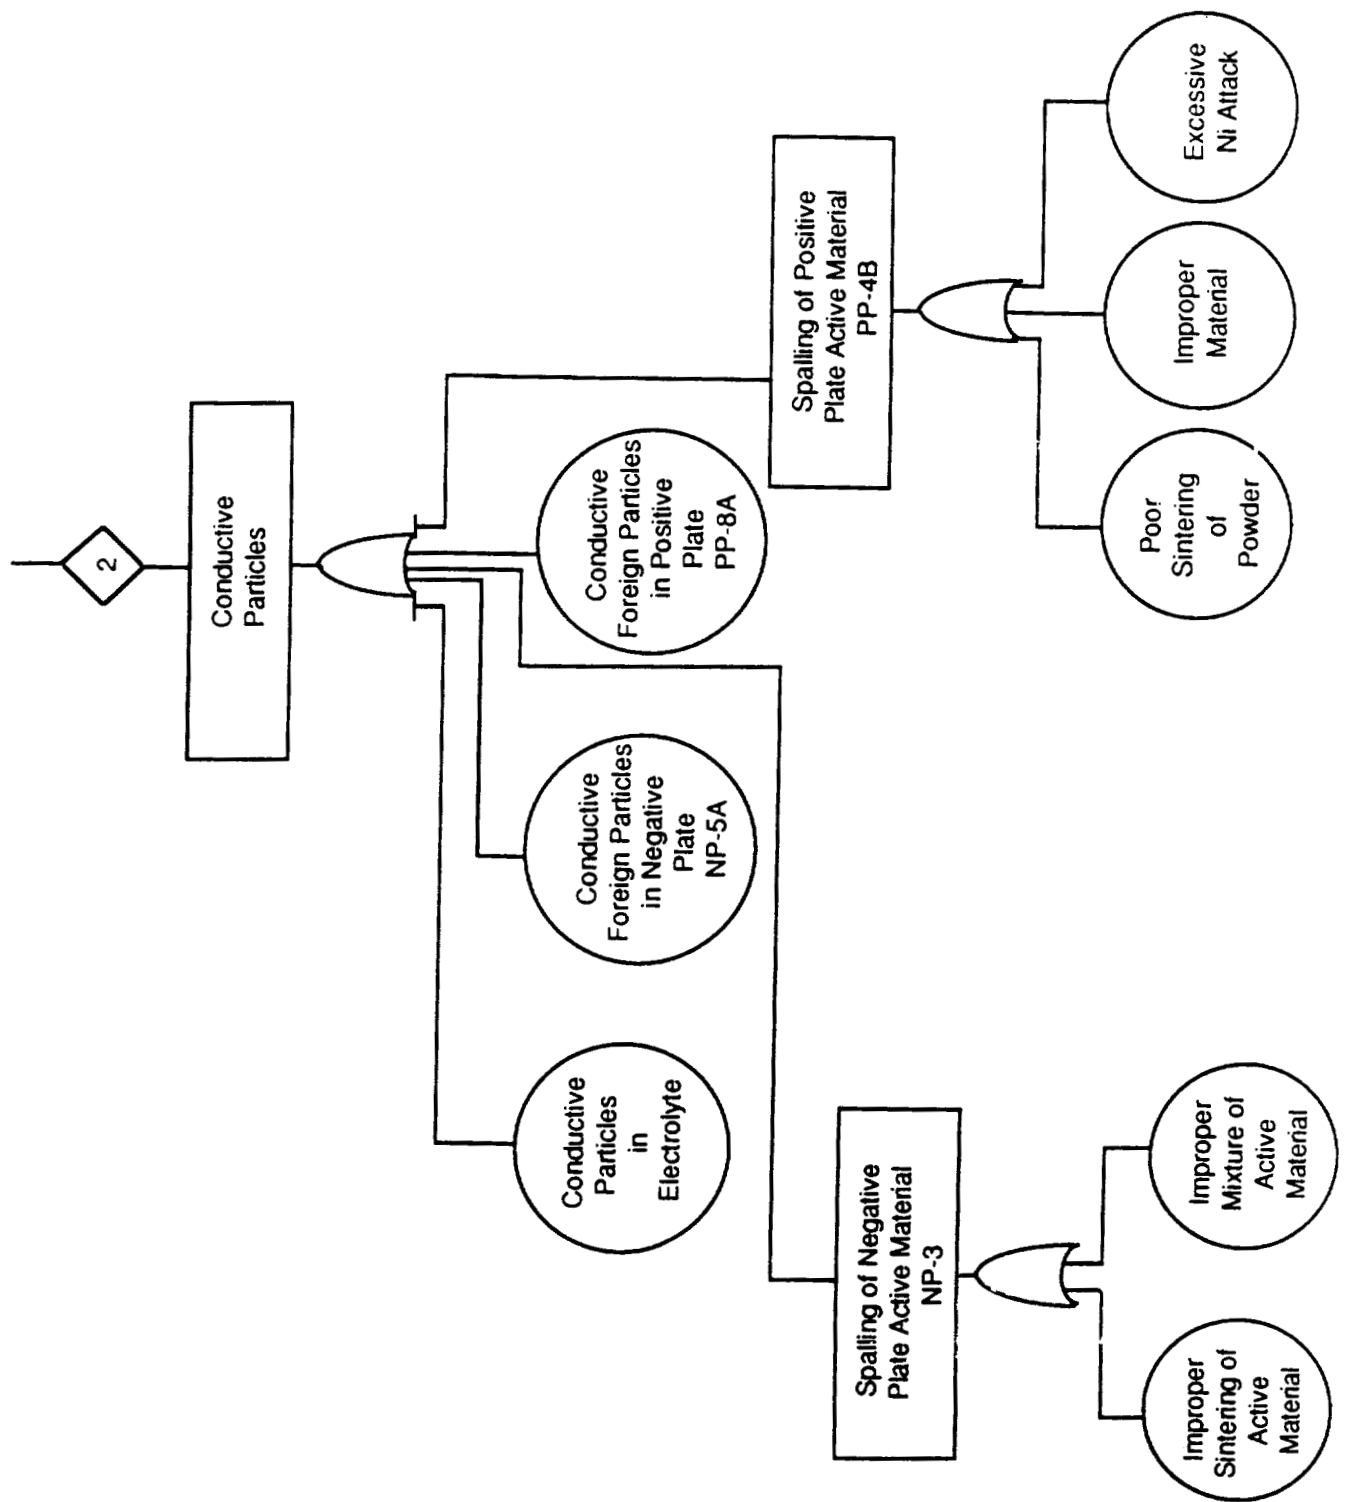 2
Conductive
Particles
Conductive
Particles
in
Electrolyte
Conductive
Foreign Particles
in Negative
Plate
NP-5A
Conductive
Foreign Particles
in Positive
Plate
PP-8A
Spalling of Negative
Plate Active Material
NP-3
Spalling of Positive
Plate Active Material
PP-4B
Improper
Sintering of
Active
Material
Improper
Mixture of
Active
Material
Poor
Sintering
of
Powder
Improper
Material
Excessive
Ni Attack